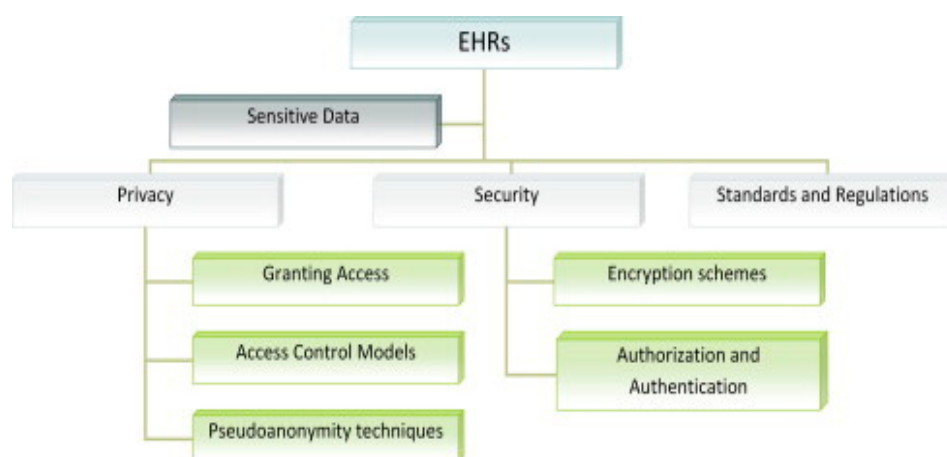 EHRs
Sensitive Data
Privacy
Security
Standards and Regulations
Granting Access
Encryption schemes
Access Control Models
Authorization and
Authentication
Pseudoanonymity techniques